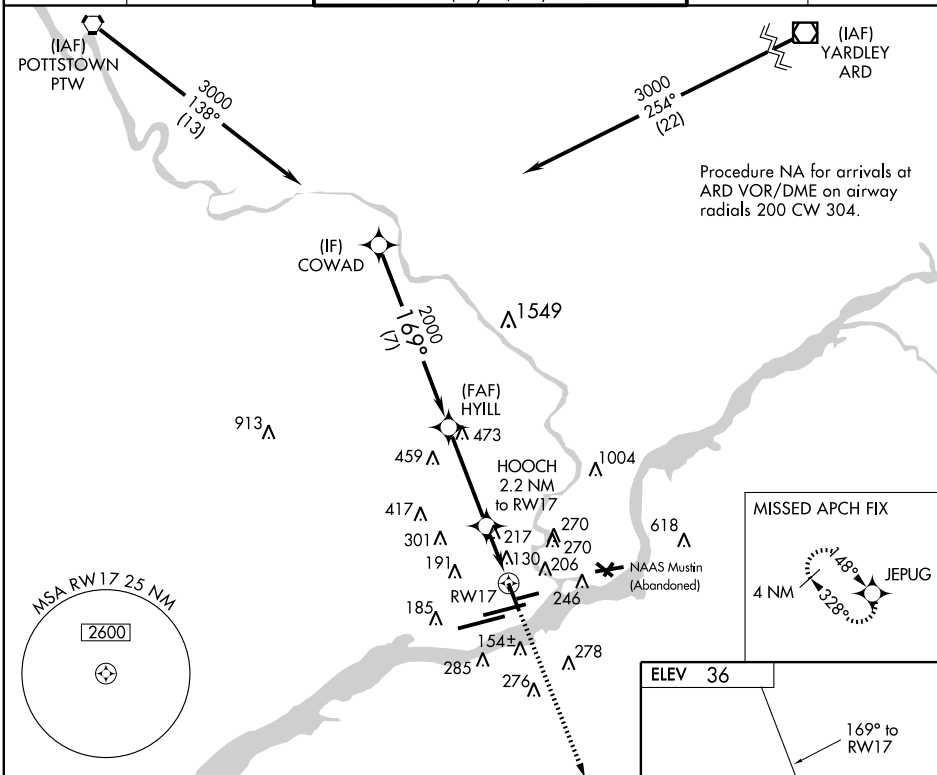 (IAF)
POTTSTOWN
PTW
3000
138°
(13)
(IAF)
YARDLEY
ARD
3000
254°
(22)
Procedure NA for arrivals at
ARD VOR/DME on airway
radials 200 CW 304.
(IF)
COWAD
2000
169°
(7)
1549
(FAF)
HYILL
913
473
459
HOOCH
2.2 NM
to RW17
1004
417
301
217
270
270
618
191
130
206
NAAS Mustin
(Abandoned)
RW17
246
185
154±
285
278
276
MSA RW17 25 NM
2600
MISSED APCH FIX
148°
328°
4 NM
JEPUG
ELEV 36
169° to
RW17